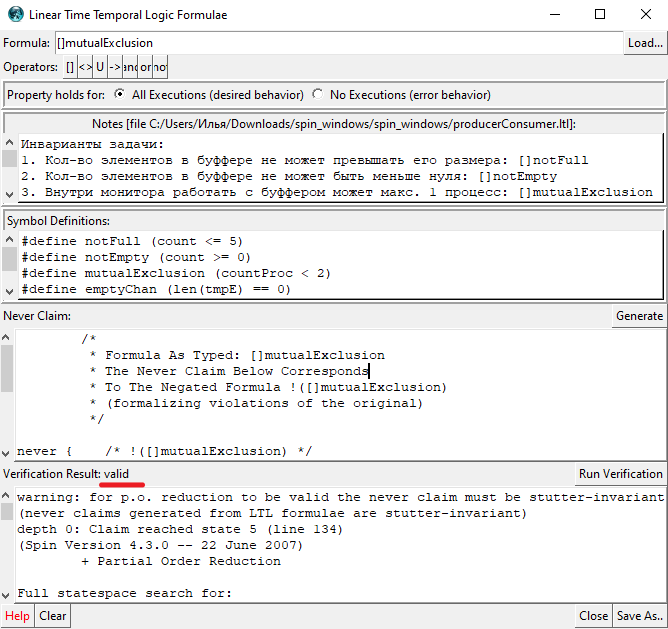 Linear Time Temporal Logic Formulae
Formula: []mutualExclusion Load...
Operators: [] <> U -> and or not
Property holds for: All Executions (desired behavior) No Executions (error behavior)
Notes [file C:/Users/Илья/Downloads/spin_windows/spin_windows/producerConsumer.ltl]:
Инварианты задачи:
1. Кол-во элементов в буффере не может превышать его размера: []notFull
2. Кол-во элементов в буффере не может быть меньше нуля: []notEmpty
3. Внутри монитора работать с буффером может макс. 1 процесс: []mutualExclusion
Symbol Definitions:
#define notFull (count <= 5)
#define notEmpty (count >= 0)
#define mutualExclusion (countProc < 2)
#define emptyChan (len(tmpE) == 0)
Never Claim: Generate
/*
* Formula As Typed: []mutualExclusion
* The Never Claim Below Corresponds
* To The Negated Formula !([]mutualExclusion)
* (formalizing violations of the original)
*/
never { /* !([]mutualExclusion) */
Verification Result: valid Run Verification
warning: for p.o. reduction to be valid the never claim must be stutter-invariant
(never claims generated from LTL formulae are stutter-invariant)
depth 0: Claim reached state 5 (line 134)
(Spin Version 4.3.0 -- 22 June 2007)
+ Partial Order Reduction
Full statespace search for:
Help Clear Close Save As..